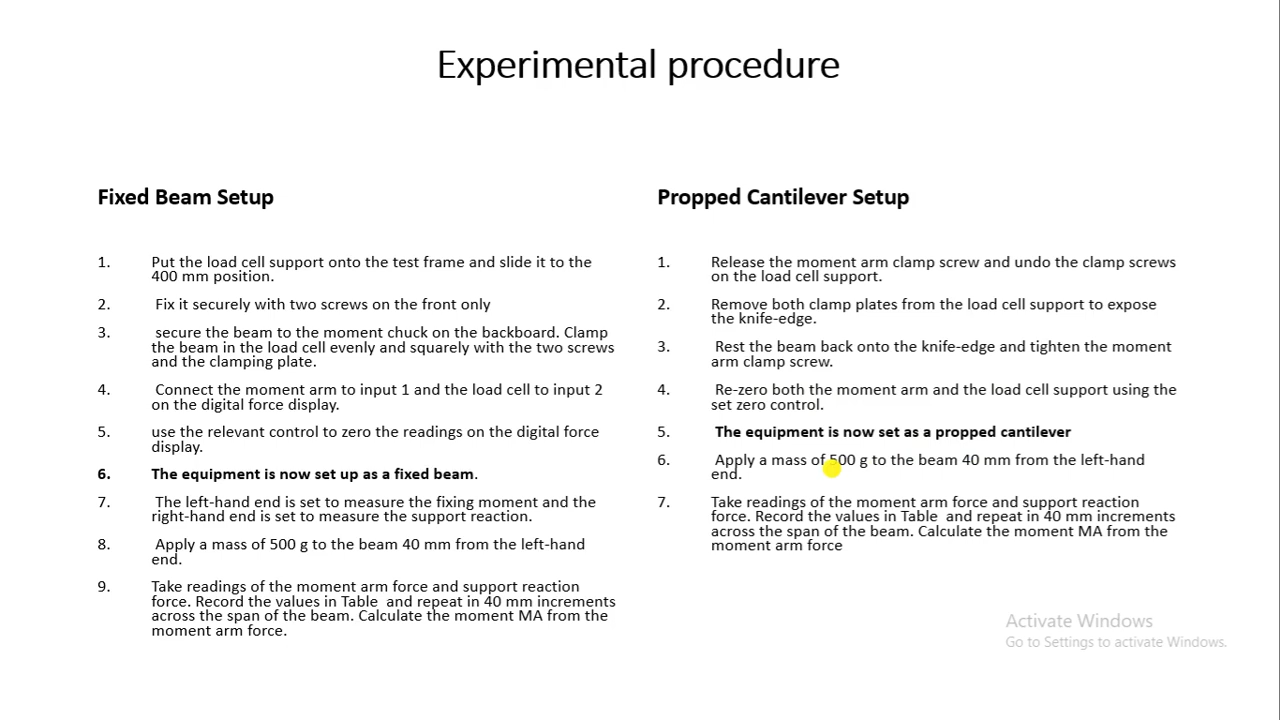 Experimental procedure
Fixed Beam Setup
1. Put the load cell support onto the test frame and slide it to the
400 mm position.
2. Fix it securely with two screws on the front only
3. secure the beam to the moment chuck on the backboard. Clamp
the beam in the load cell evenly and squarely with the two screws
and the clamping plate.
4. Connect the moment arm to input 1 and the load cell to input 2
on the digital force display.
5. use the relevant control to zero the readings on the digital force
display.
6. The equipment is now set up as a fixed beam.
7. The left-hand end is set to measure the fixing moment and the
right-hand end is set to measure the support reaction.
8. Apply a mass of 500 g to the beam 40 mm from the left-hand
end.
9. Take readings of the moment arm force and support reaction
force. Record the values in Table and repeat in 40 mm increments
across the span of the beam. Calculate the moment MA from the
moment arm force.
Propped Cantilever Setup
1. Release the moment arm clamp screw and undo the clamp screws
on the load cell support.
2. Remove both clamp plates from the load cell support to expose
the knife-edge.
3. Rest the beam back onto the knife-edge and tighten the moment
arm clamp screw.
4. Re-zero both the moment arm and the load cell support using the
set zero control.
5. The equipment is now set as a propped cantilever
6. Apply a mass of 500 g to the beam 40 mm from the left-hand
end.
7. Take readings of the moment arm force and support reaction
force. Record the values in Table and repeat in 40 mm increments
across the span of the beam. Calculate the moment MA from the
moment arm force
Activate Windows
Go to Settings to activate Windows.